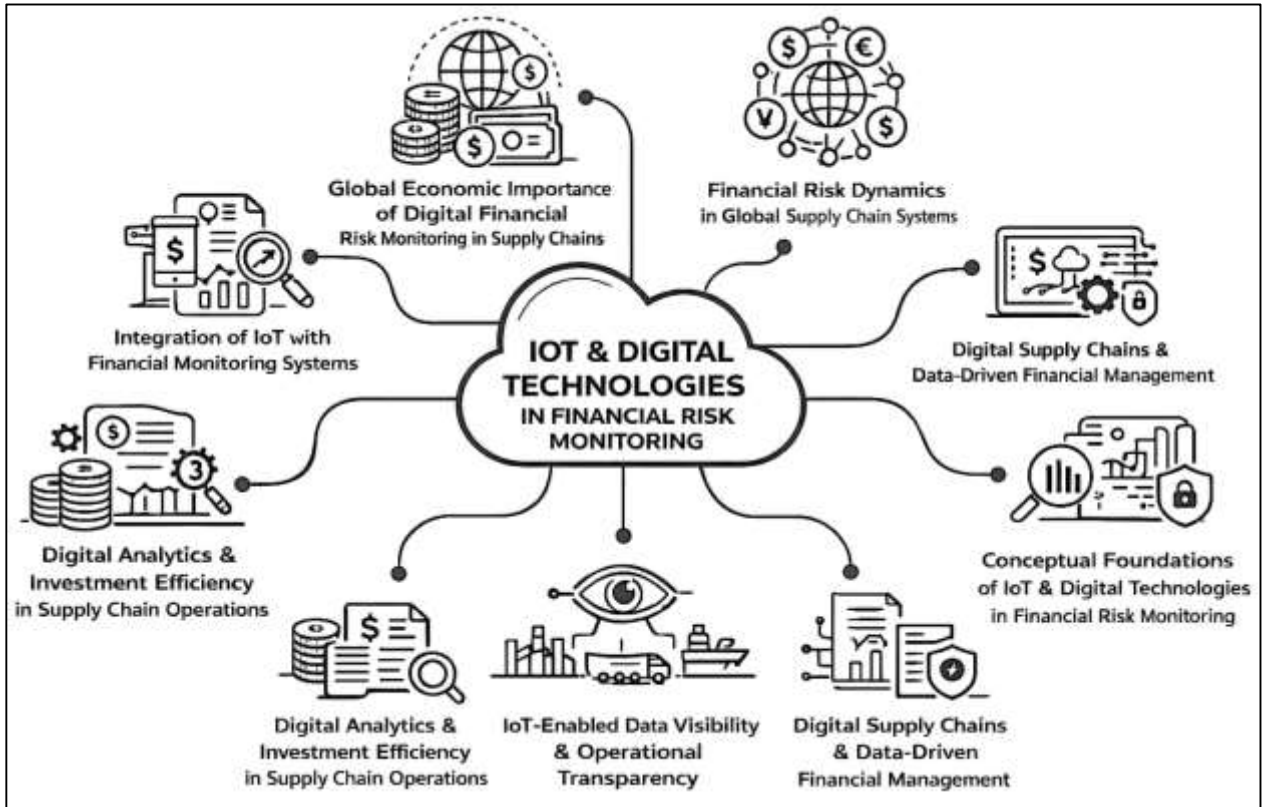 $
$
$
$
€
¥
$
Global Economic Importance
of Digital Financial
Risk Monitoring in Supply Chains
Financial Risk Dynamics
in Global Supply Chain Systems
$
Integration of IoT with
Financial Monitoring Systems
$
Digital Supply Chains &
Data-Driven Financial Management
IOT & DIGITAL
TECHNOLOGIES
IN FINANCIAL RISK
MONITORING
$
3
Digital Analytics &
Investment Efficiency
in Supply Chain Operations
Conceptual Foundations
of IoT & Digital Technologies
in Financial Risk Monitoring
$
Digital Analytics &
Investment Efficiency
in Supply Chain Operations
IoT-Enabled Data Visibility
& Operational
Transparency
Digital Supply Chains
& Data-Driven
Financial Management